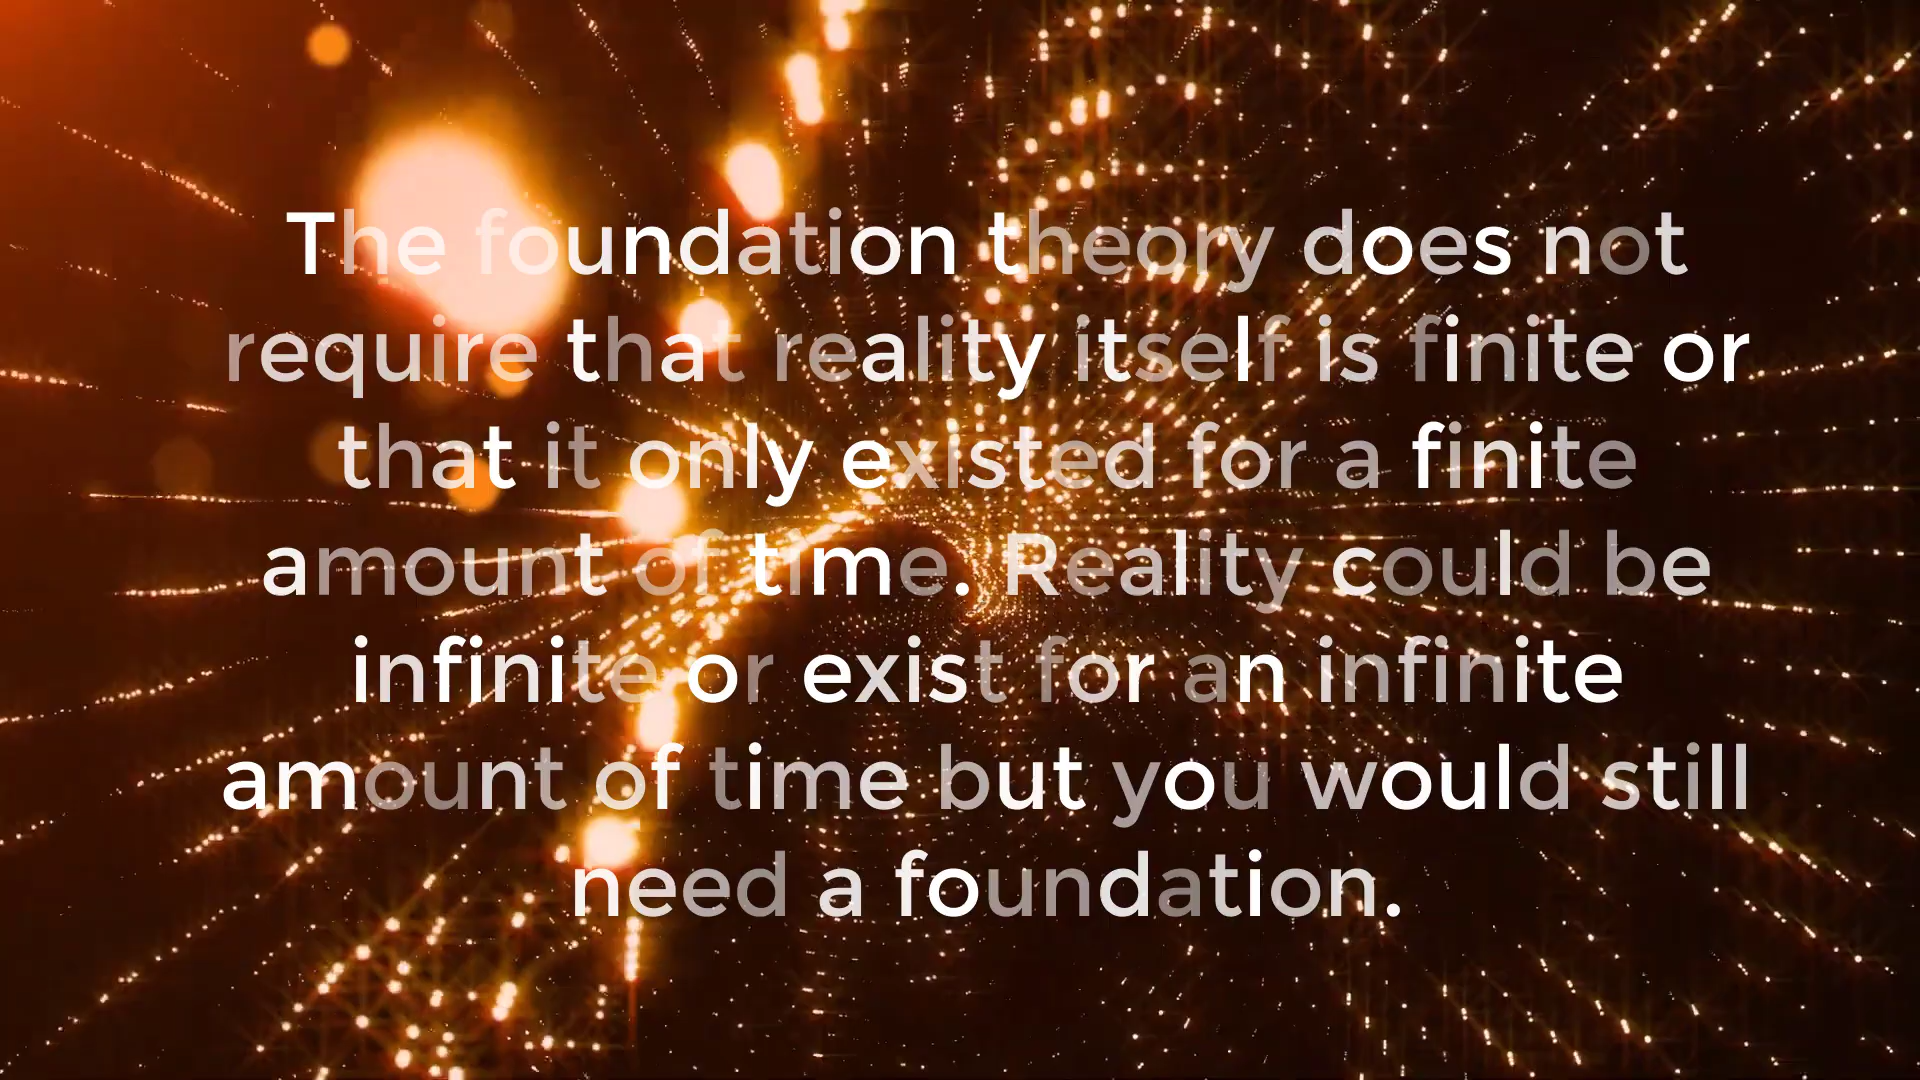 The foundation theory does not
require that reality itself is finite or
that it only existed for a finite
amount of time. Reality could be
infinite or exist for an infinite
amount of time but you would still
need a foundation.